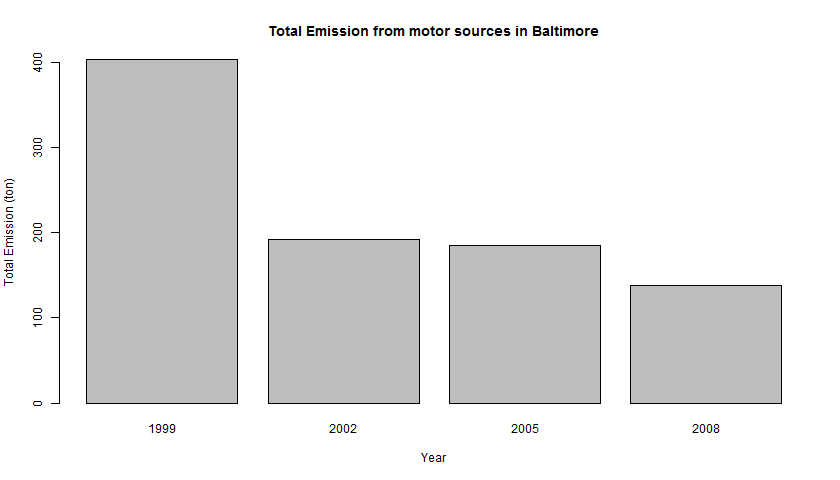 Total Emission from motor sources in Baltimore
400
300
200
100
0
Total Emission (ton)
1999 2002 2005 2008
Year